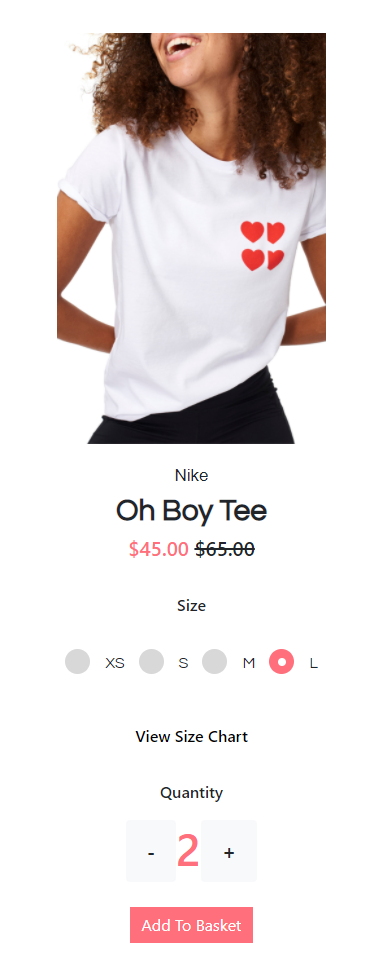 Nike
Oh Boy Tee
$45.00 $65.00
Size
XS S M L
View Size Chart
Quantity
- 2 +
Add To Basket